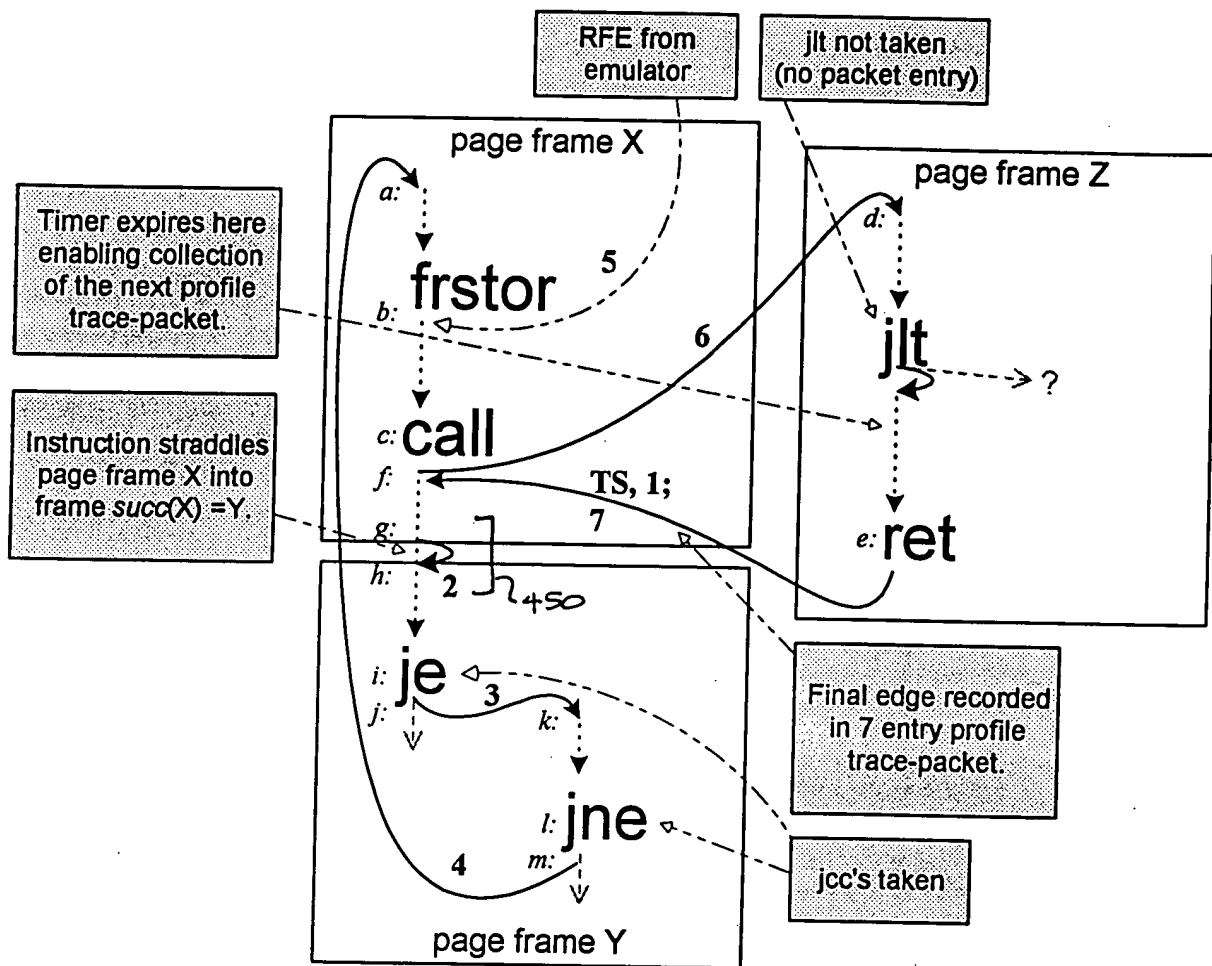 RFE from
emulator
jlt not taken
(no packet entry)
page frame X
page frame Z
a:
d:
Timer expires here
enabling collection
of the next profile
trace-packet.
5
frstor
b:
6
jlt
?
Instruction straddles
page frame X into
frame succ(X) =Y.
c: call
f:
TS, 1;
7
g:
e: ret
h:
2
450
i: je
3
j:
k:
Final edge recorded
in 7 entry profile
trace-packet.
l: jne
4
m:
jcc's taken
page frame Y